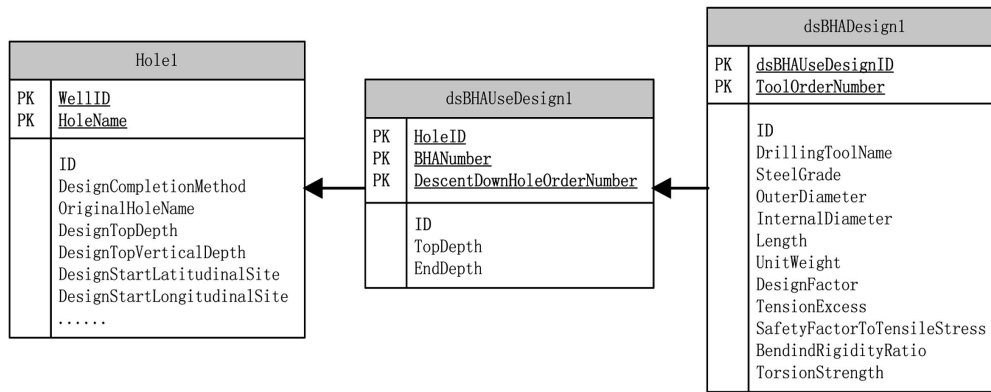 Hole1
PK WellID
PK HoleName
ID
DesignCompletionMethod
OriginalHoleName
DesignTopDepth
DesignTopVerticalDepth
DesignStartLatitudinalSite
DesignStartLongitudinalSite
......
dsBHAUseDesign1
PK HoleID
PK BHANumber
PK DescentDownHoleOrderNumber
ID
TopDepth
EndDepth
dsBHADesign1
PK dsBHAUseDesignID
PK ToolOrderNumber
ID
DrillingToolName
SteelGrade
OuterDiameter
InternalDiameter
Length
UnitWeight
DesignFactor
TensionExcess
SafetyFactorToTensileStress
BendindRigidityRatio
TorsionStrength